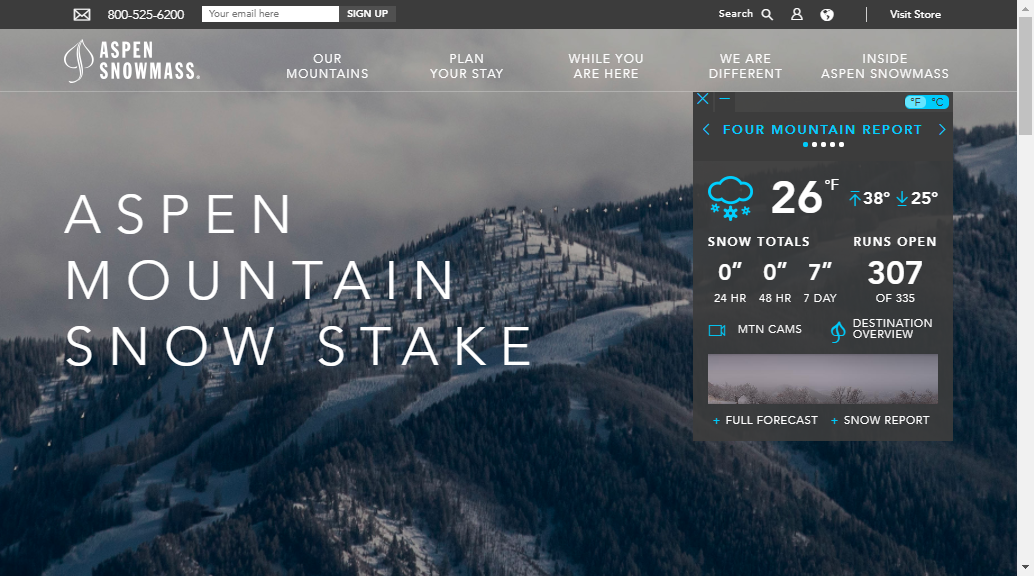 800-525-6200
Your email here
SIGN UP
Search
Visit Store
ASPEN
SNOWMASS®
OUR
MOUNTAINS
PLAN
YOUR STAY
WHILE YOU
ARE HERE
WE ARE
DIFFERENT
INSIDE
ASPEN SNOWMASS
°F °C
FOUR MOUNTAIN REPORT
ASPEN
MOUNTAIN
SNOW STAKE
26°F
38° 25°
SNOW TOTALS
0” 0” 7”
24 HR 48 HR 7 DAY
RUNS OPEN
307
OF 335
MTN CAMS
DESTINATION
OVERVIEW
+ FULL FORECAST + SNOW REPORT